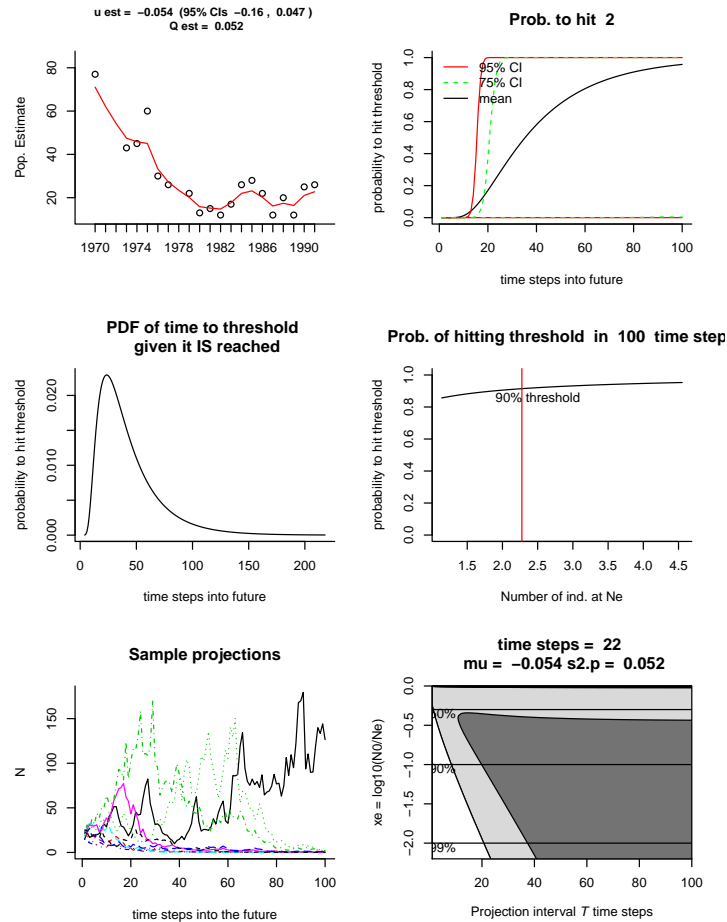 u est = −0.054 (95% CIs −0.16 , 0.047 )
Q est = 0.052
Pop. Estimate
80
60
40
20
1970 1974 1978 1982 1986 1990
Prob. to hit 2
probability to hit threshold
1.0
0.8
0.6
0.4
0.2
0.0
95% CI
75% CI
mean
0 20 40 60 80 100
time steps into future
PDF of time to threshold
given it IS reached
probability to hit threshold
0.020
0.010
0.000
0 50 100 150 200
time steps into future
Prob. of hitting threshold in 100 time step
probability to hit threshold
1.0
0.8
0.6
0.4
0.2
0.0
90% threshold
1.5 2.0 2.5 3.0 3.5 4.0 4.5
Number of ind. at Ne
Sample projections
N
150
100
50
0
0 20 40 60 80 100
time steps into the future
time steps = 22
mu = −0.054 s2.p = 0.052
xe = log10(N0/Ne)
0.0
−0.5
−1.0
−1.5
−2.0
90%
99%
20 40 60 80 100
Projection interval T time steps